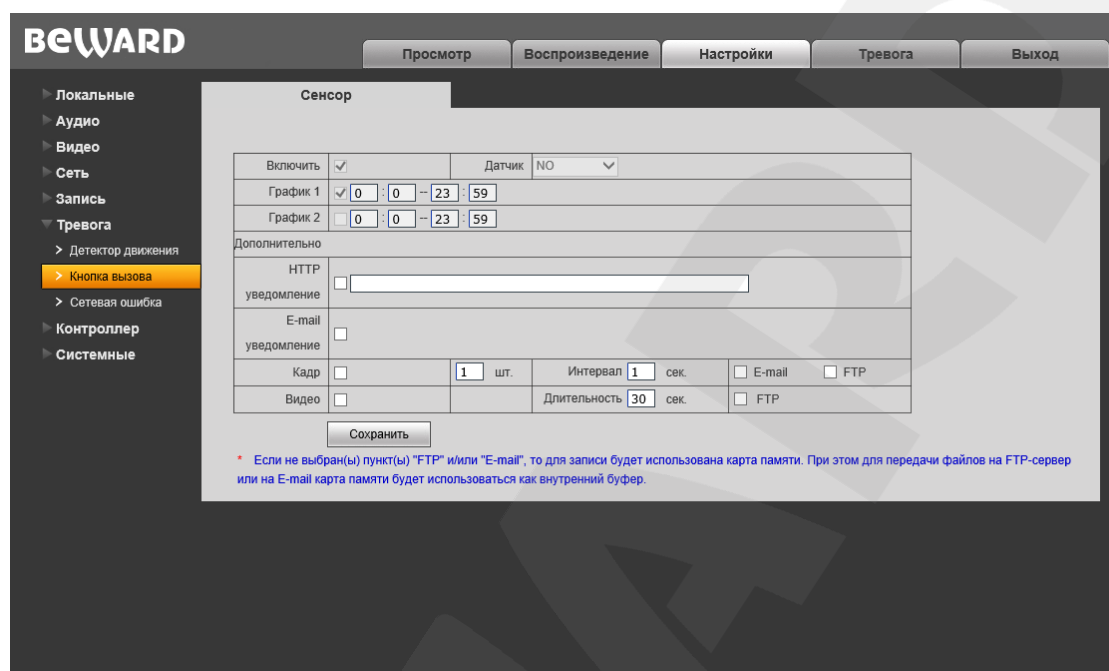 BEWARD
Просмотр Воспроизведение Настройки Тревога Выход
Локальные
Аудио
Видео
Сеть
Запись
Тревога
> Детектор движения
> Кнопка вызова
> Сетевая ошибка
Контроллер
Системные
Сенсор
Включить Датчик NO
График 1 0 : 0 -- 23 : 59
График 2 0 : 0 -- 23 : 59
Дополнительно
HTTP
уведомление
E-mail
уведомление
Кадр 1 шт. Интервал 1 сек. E-mail FTP
Видео Длительность 30 сек. FTP
Сохранить
* Если не выбран(ы) пункт(ы) "FTP" и/или "E-mail", то для записи будет использована карта памяти. При этом для передачи файлов на FTP-сервер
или на E-mail карта памяти будет использоваться как внутренний буфер.